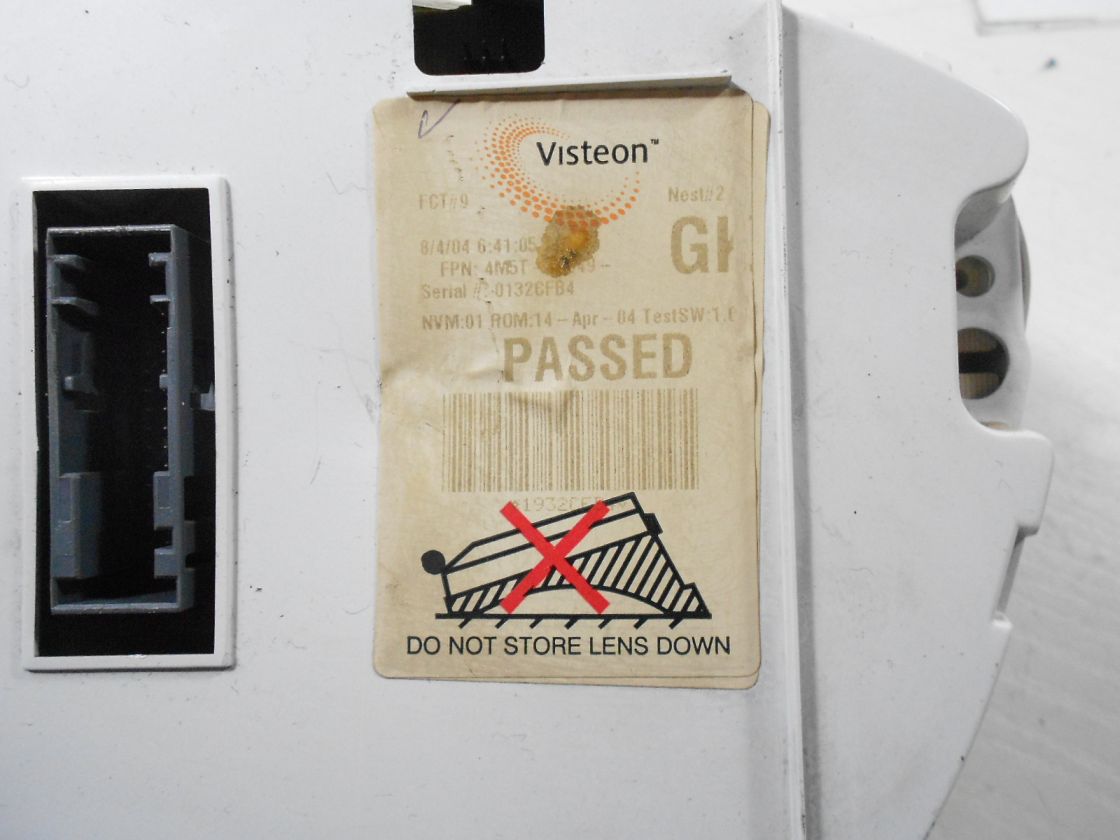 Visteon™
FCT#9 Nest#2
8/4/04 6:41:05
FPN: 4M5T
Serial #: 0132CFB4
NVM:01 ROM:14-Apr-04 TestSW:1.
PASSED
DO NOT STORE LENS DOWN